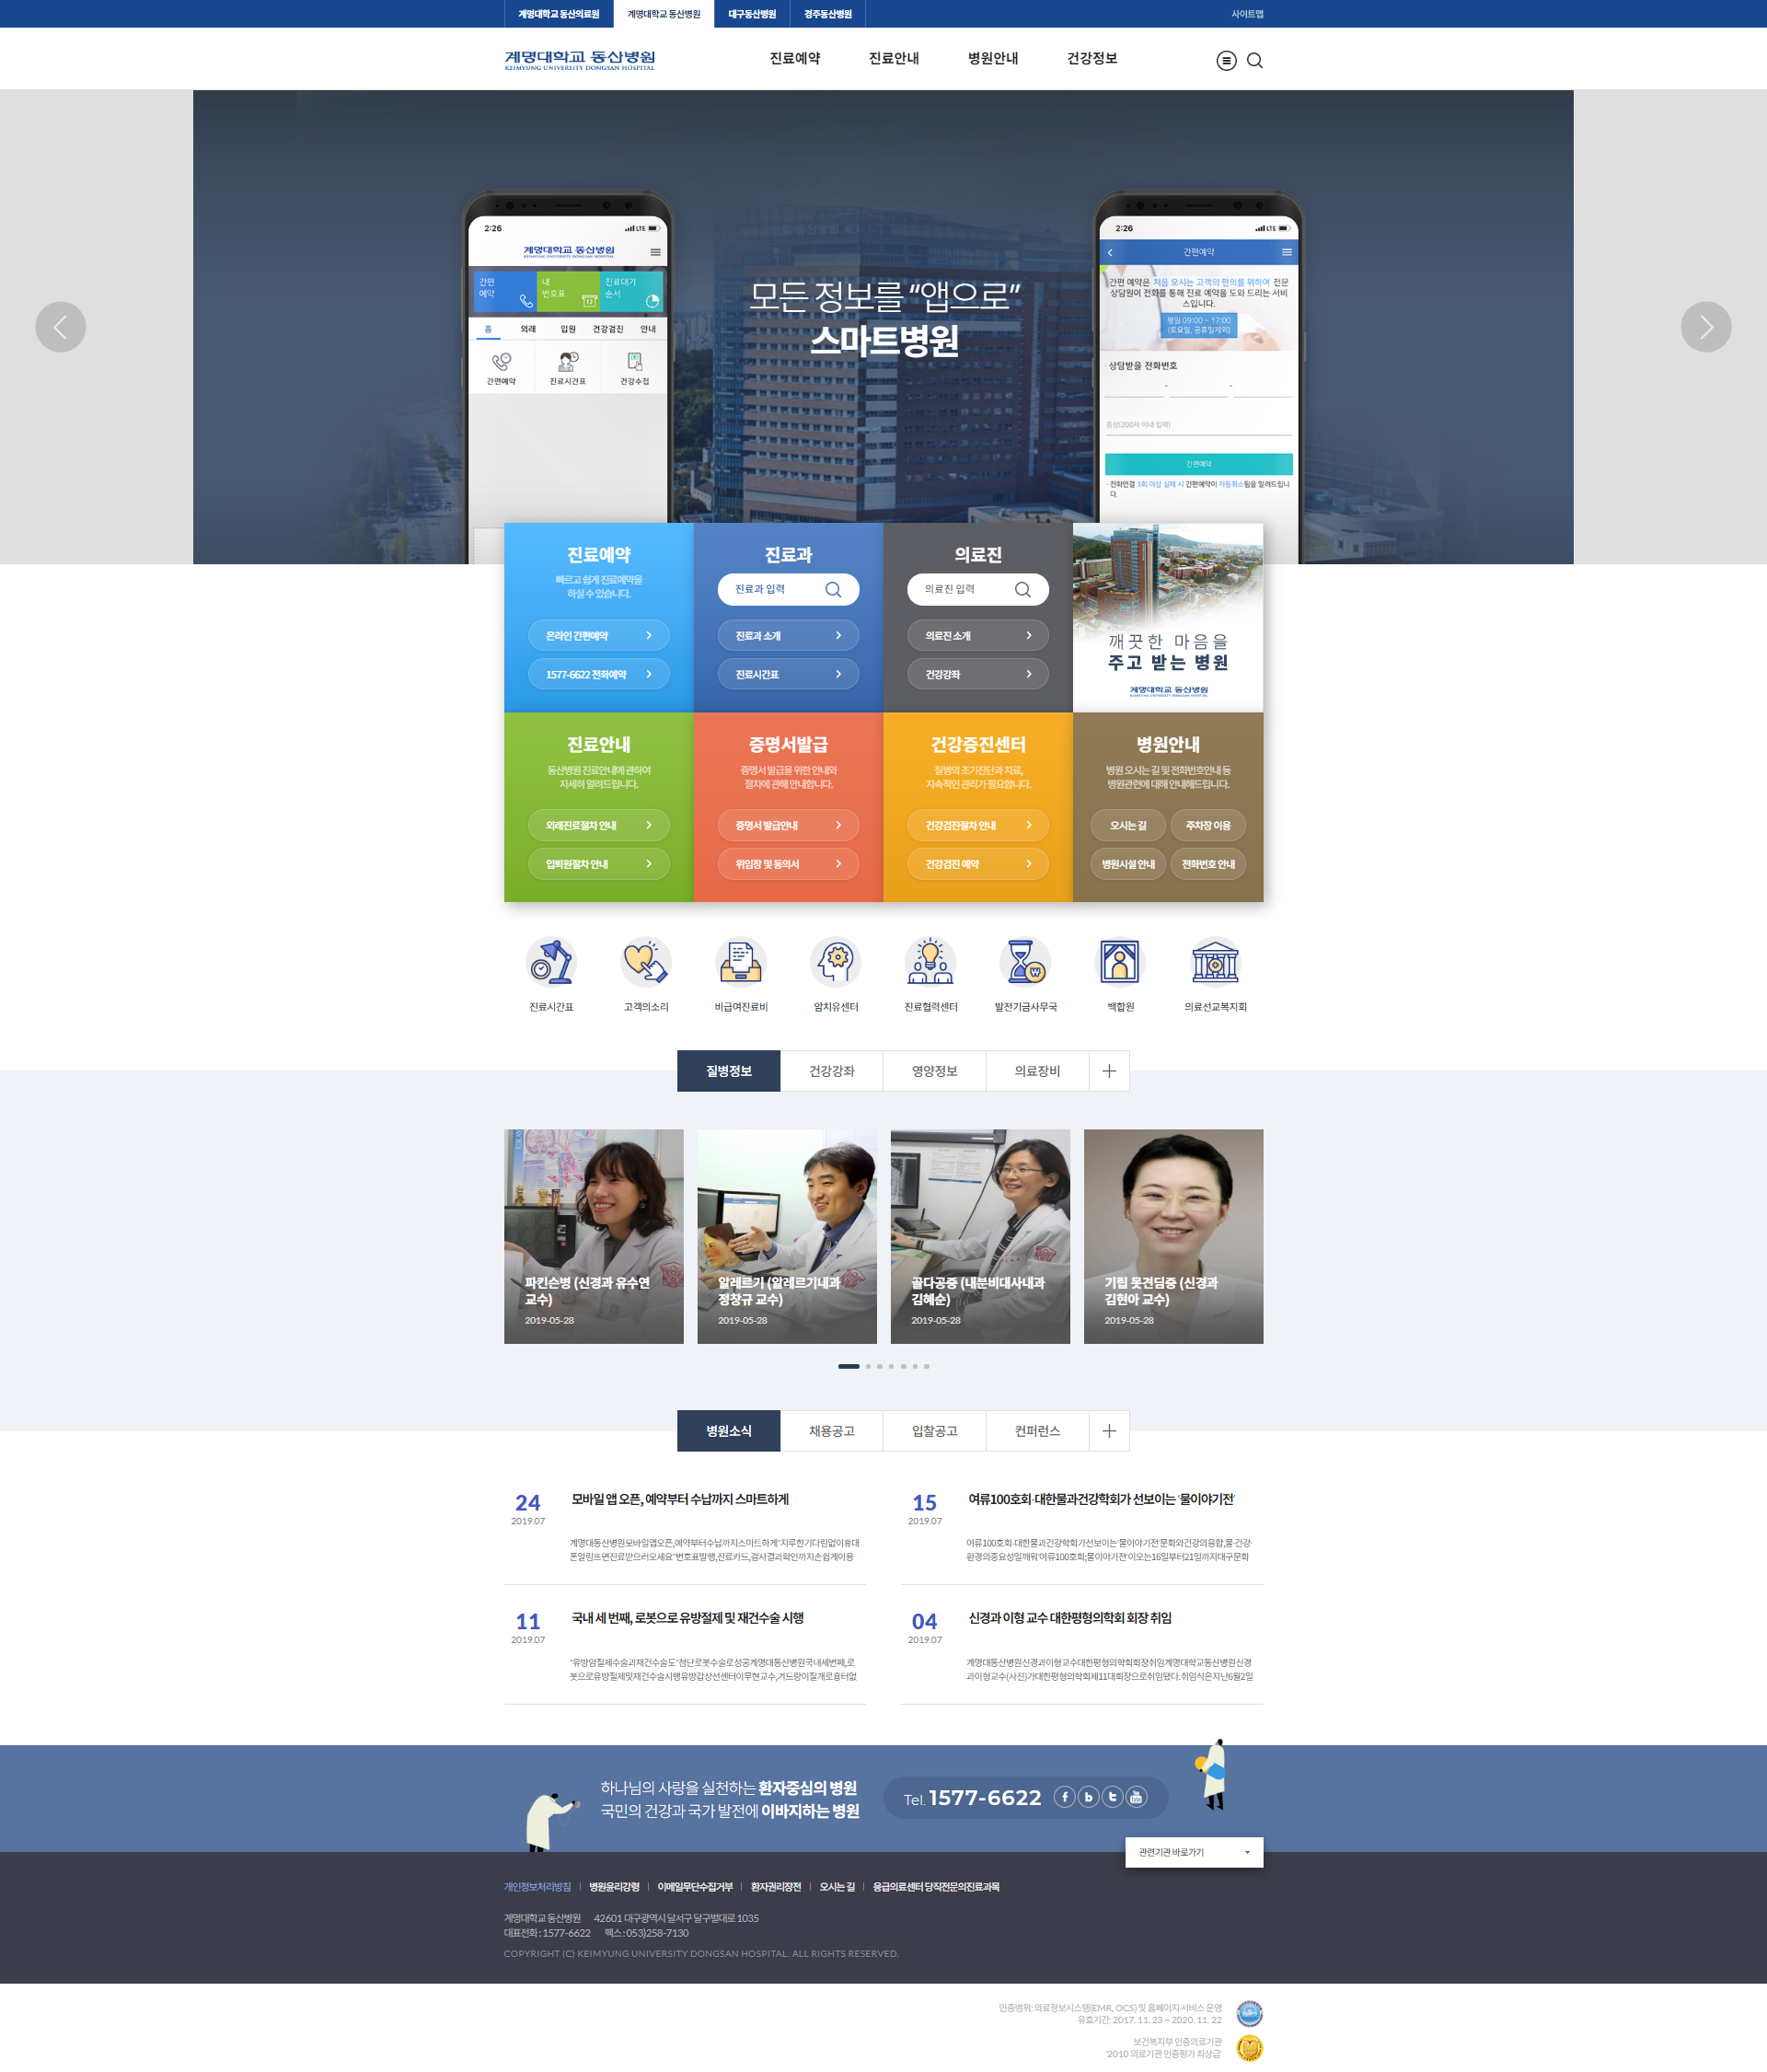 계명대학교 동산의료원 계명대학교 동산병원 대구동산병원 경주동산병원 사이트맵
계명대학교 동산병원 진료예약 진료안내 병원안내 건강정보
KEIMYUNG UNIVERSITY DONGSAN HOSPITAL
2:26 LTE
계명대학교 동산병원
KEIMYUNG UNIVERSITY DONGSAN HOSPITAL
간편
예약
내
번호표
진료대기
순서
홈 외래 입원 건강검진 안내
간편예약 진료시간표 건강수첩
모든 정보를 “앱으로”
스마트병원
2:26 LTE
간편예약
간편 예약은 처음 오시는 고객의 편의를 위하여 전문
상담원이 전화를 통해 진료 예약을 도와 드리는 서비
스입니다.
평일 09:00 ~ 17:00
(토요일, 공휴일제외)
· 상담받을 전화번호
- -
증상(200자 이내 입력)
간편예약
· 전화연결 3회 이상 실패 시 간편예약이 자동취소됨을 알려드립니
다.
진료예약
빠르고 쉽게 진료예약을
하실 수 있습니다.
온라인 간편예약
1577-6622 전화예약
진료과
진료과 입력
진료과 소개
진료시간표
의료진
의료진 입력
의료진 소개
건강강좌
깨끗한 마음을
주고 받는 병원
계명대학교 동산병원
KEIMYUNG UNIVERSITY DONGSAN HOSPITAL
진료안내
동산병원 진료안내에 관하여
자세히 알려드립니다.
외래진료절차 안내
입퇴원절차 안내
증명서발급
증명서 발급을 위한 안내와
절차에 관해 안내합니다.
증명서 발급안내
위임장 및 동의서
건강증진센터
질병의 조기진단과 치료,
지속적인 관리가 필요합니다.
건강검진절차 안내
건강검진 예약
병원안내
병원 오시는 길 및 전화번호안내 등
병원관련에 대해 안내해드립니다.
오시는 길 주차장 이용
병원시설 안내 전화번호 안내
진료시간표 고객의소리 비급여진료비 암치유센터 진료협력센터 발전기금사무국 백합원 의료선교복지회
질병정보 건강강좌 영양정보 의료장비
파킨슨병 (신경과 유수연
교수)
2019-05-28
알레르기 (알레르기내과
정창규 교수)
2019-05-28
골다공증 (내분비대사내과
김혜순)
2019-05-28
기립 못견딤증 (신경과
김현아 교수)
2019-05-28
병원소식 채용공고 입찰공고 컨퍼런스
24
2019.07
모바일 앱 오픈, 예약부터 수납까지 스마트하게
계명대동산병원모바일앱오픈,예약부터수납까지스마트하게“지루한기다림없이휴대
폰알림뜨면진료받으러오세요”번호표발행,진료카드,검사결과확인까지손쉽게이용
15
2019.07
여류100호회·대한물과건강학회가 선보이는 ‘물이야기전’
여류100호회·대한물과건강학회가선보이는‘물이야기전’문화와건강의융합,물·건강·
환경의중요성일깨워‘여류100호회;물이야기전’이오는16일부터21일까지대구문화
11
2019.07
국내 세 번째, 로봇으로 유방절제 및 재건수술 시행
“유방암절제수술과재건수술도”첨단로봇수술로성공계명대동산병원국내세번째,로
봇으로유방절제및재건수술시행유방갑상선센터이무현교수,겨드랑이절개로흉터없
04
2019.07
신경과 이형 교수 대한평형의학회 회장 취임
계명대동산병원신경과이형교수대한평형의학회회장취임계명대학교동산병원신경
과이형교수(사진)가대한평형의학회제11대회장으로취임됐다.취임식은지난6월2일
하나님의 사랑을 실천하는 환자중심의 병원
국민의 건강과 국가 발전에 이바지하는 병원
Tel. 1577-6622
관련기관 바로가기
개인정보처리방침 병원윤리강령 이메일무단수집거부 환자권리장전 오시는 길 응급의료센터 당직전문의진료과목
계명대학교 동산병원 42601 대구광역시 달서구 달구벌대로 1035
대표전화 : 1577-6622 팩스 : 053)258-7130
COPYRIGHT (C) KEIMYUNG UNIVERSITY DONGSAN HOSPITAL. ALL RIGHTS RESERVED.
인증범위: 의료정보시스템(EMR, OCS) 및 홈페이지 서비스 운영
유효기간: 2017. 11. 23 ~ 2020. 11. 22
보건복지부 인증의료기관
'2010 의료기관 인증평가 최상급'